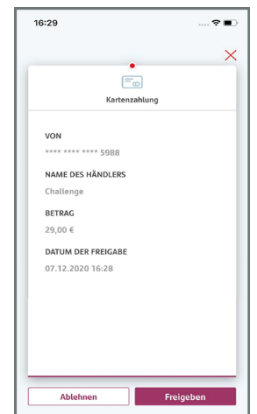 16:29
Kartenzahlung
VON
**** **** **** 5988
NAME DES HÄNDLERS
Challenge
BETRAG
29,00 €
DATUM DER FREIGABE
07.12.2020 16:28
Ablehnen Freigeben